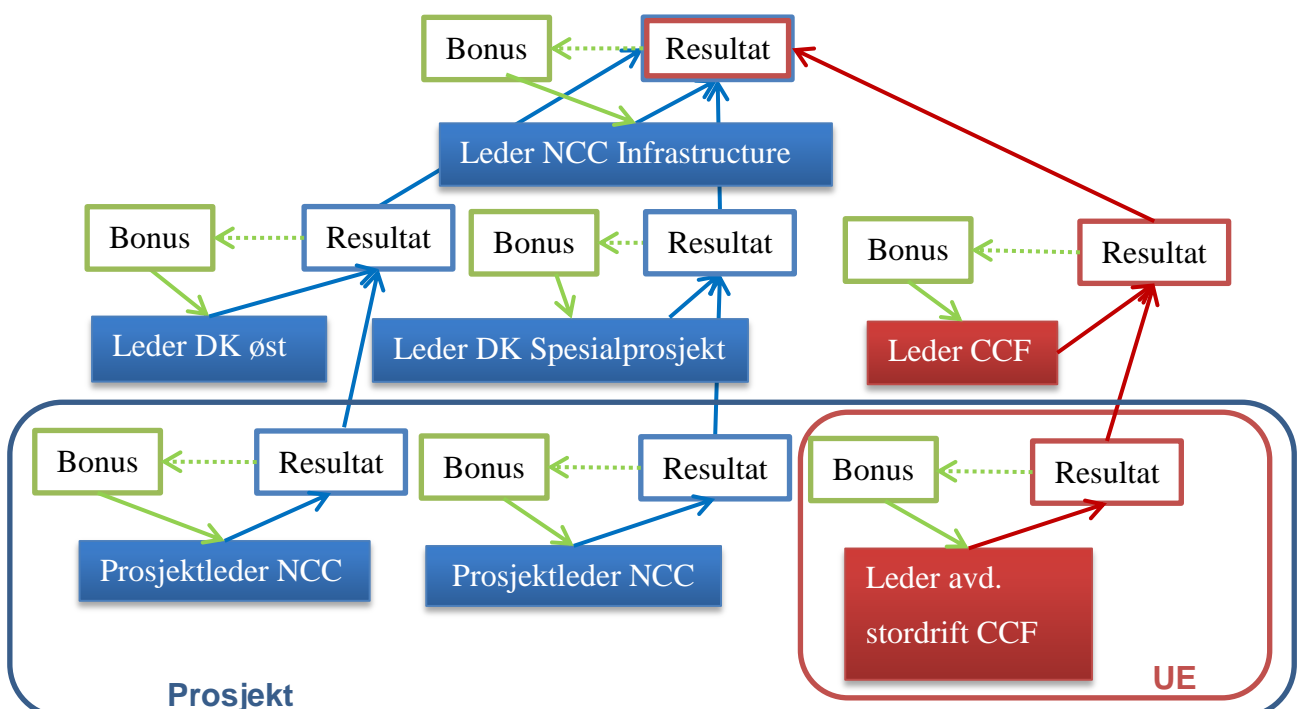 Bonus
Resultat
Leder NCC Infrastructure
Bonus
Resultat
Bonus
Resultat
Bonus
Resultat
Leder DK øst
Leder DK Spesialprosjekt
Leder CCF
Bonus
Resultat
Bonus
Resultat
Bonus
Resultat
Prosjektleder NCC
Prosjektleder NCC
Leder avd.
stordrift CCF
Prosjekt
UE